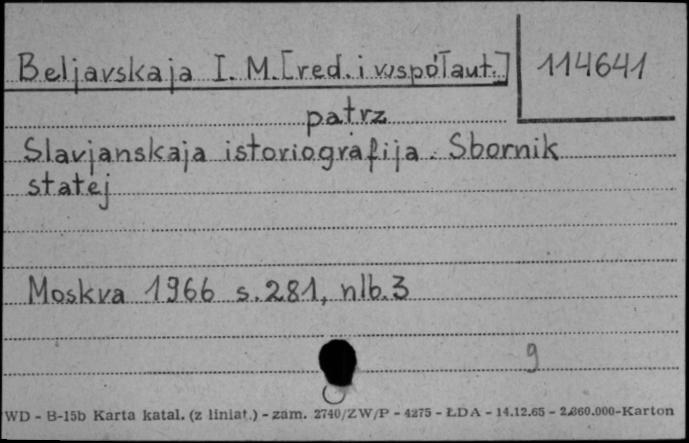 Beljavskaja I. M. [red. i współaut.] 114641
patrz
Slavjanskaja istoriografija. Sbornik
statej
Moskva 1966 s. 281, nlb. 3
9
WD - B-15b Karta katal. (z liniat.) - zam. 2740/ZW/P - 4275 - ŁDA - 14.12.65 - 2.860.000-Karton